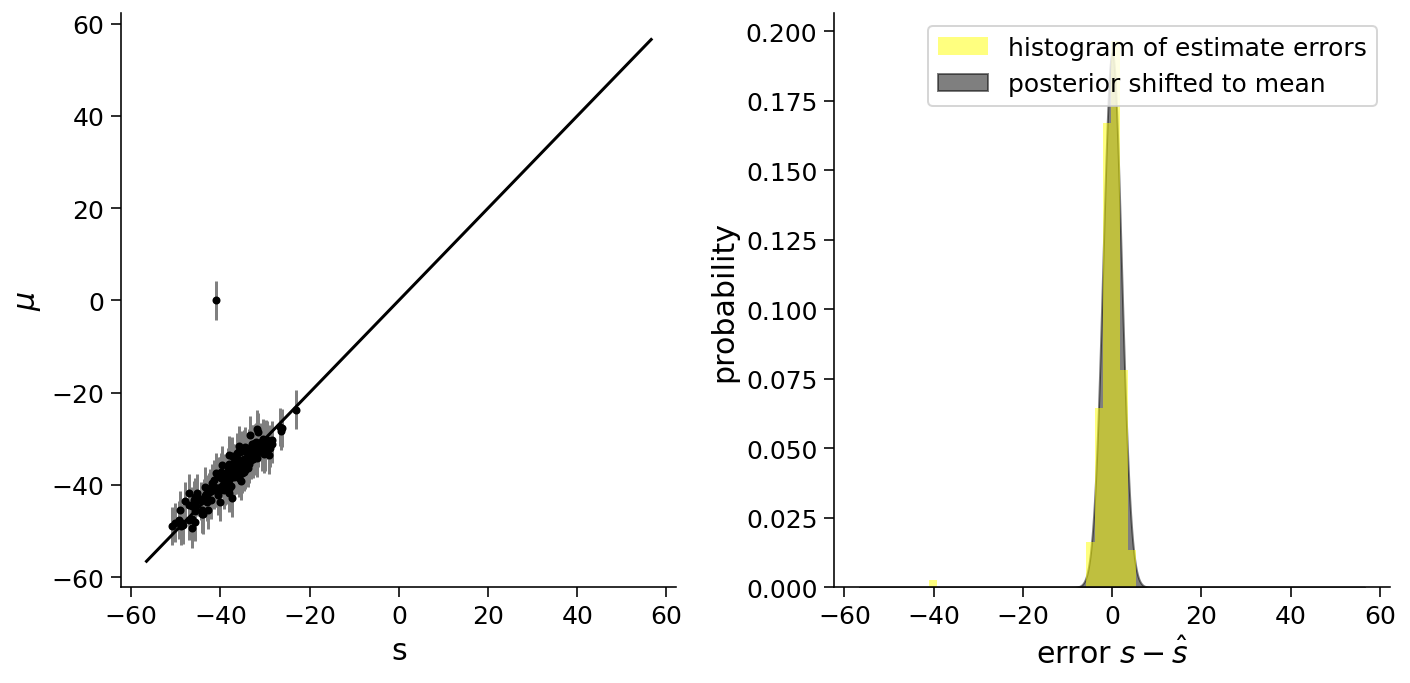 60
40
20
0
−20
−40
−60
μ
−60 −40 −20 0 20 40 60
s
histogram of estimate errors
posterior shifted to mean
0.200
0.175
0.150
0.125
0.100
0.075
0.050
0.025
0.000
probability
−60 −40 −20 0 20 40 60
error s − ŝ